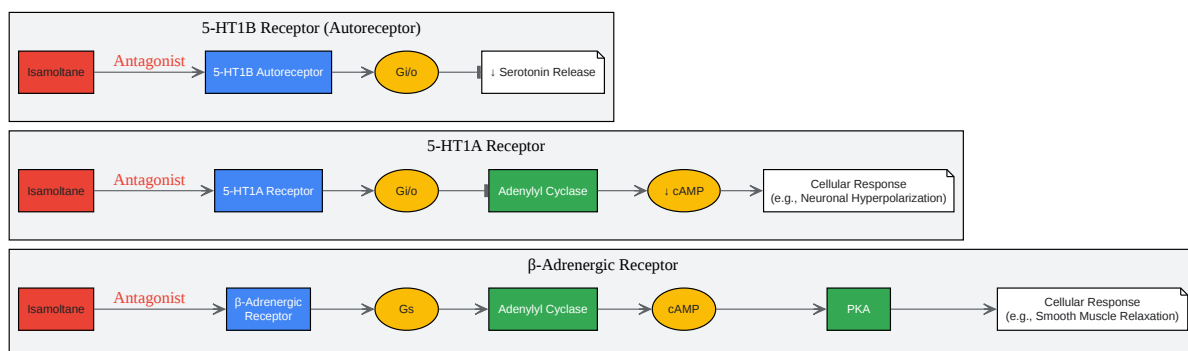 5-HT1B Receptor (Autoreceptor)
Isamoltane
Antagonist
5-HT1B Autoreceptor
Gi/o
↓ Serotonin Release
5-HT1A Receptor
Isamoltane
Antagonist
5-HT1A Receptor
Gi/o
Adenylyl Cyclase
↓ cAMP
Cellular Response
(e.g., Neuronal Hyperpolarization)
β-Adrenergic Receptor
Isamoltane
Antagonist
β-Adrenergic
Receptor
Gs
Adenylyl Cyclase
cAMP
PKA
Cellular Response
(e.g., Smooth Muscle Relaxation)